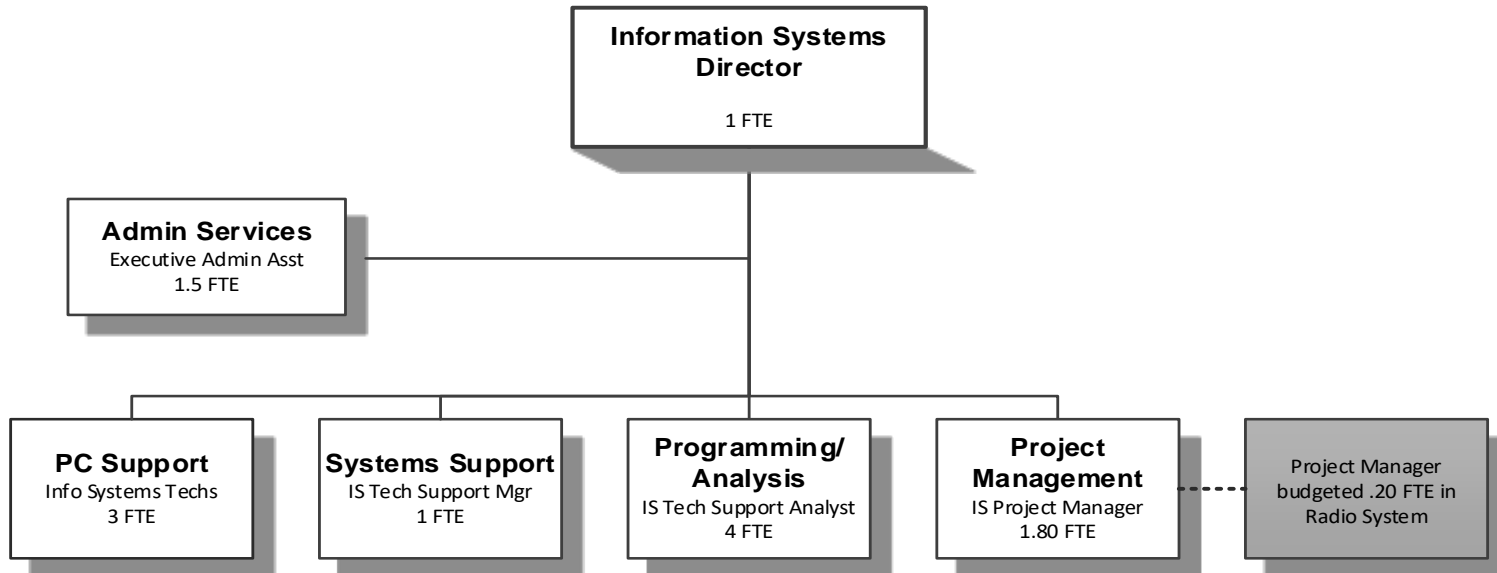 Information Systems
Director
1 FTE
Admin Services
Executive Admin Asst
1.5 FTE
PC Support
Info Systems Techs
3 FTE
Systems Support
IS Tech Support Mgr
1 FTE
Programming/
Analysis
IS Tech Support Analyst
4 FTE
Project
Management
IS Project Manager
1.80 FTE
Project Manager
budgeted .20 FTE in
Radio System